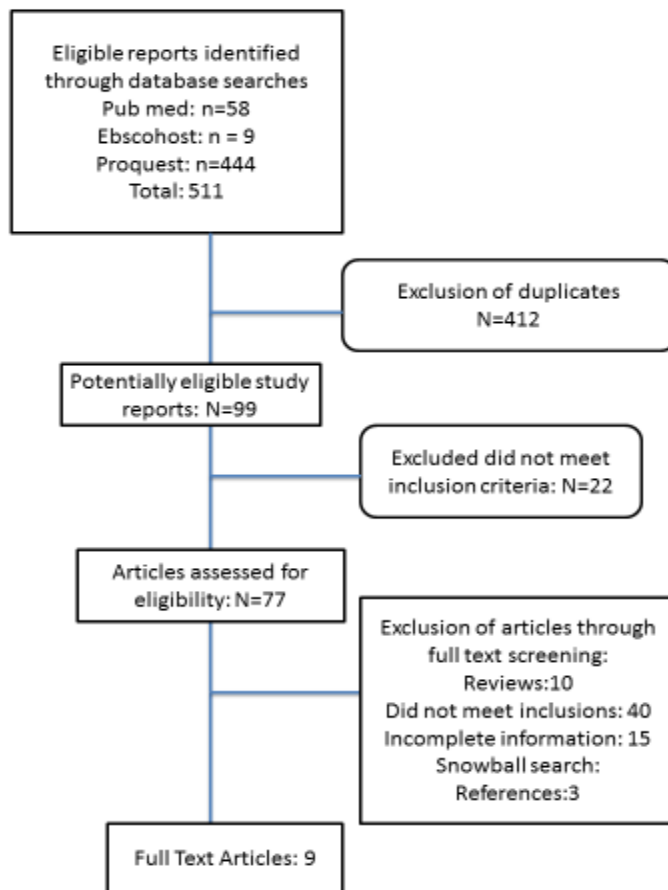 Eligible reports identified
through database searches
Pub med: n=58
Ebscohost: n = 9
Proquest: n=444
Total: 511
Exclusion of duplicates
N=412
Potentially eligible study
reports: N=99
Excluded did not meet
inclusion criteria: N=22
Articles assessed for
eligibility: N=77
Exclusion of articles through
full text screening:
Reviews:10
Did not meet inclusions: 40
Incomplete information: 15
Snowball search:
References:3
Full Text Articles: 9